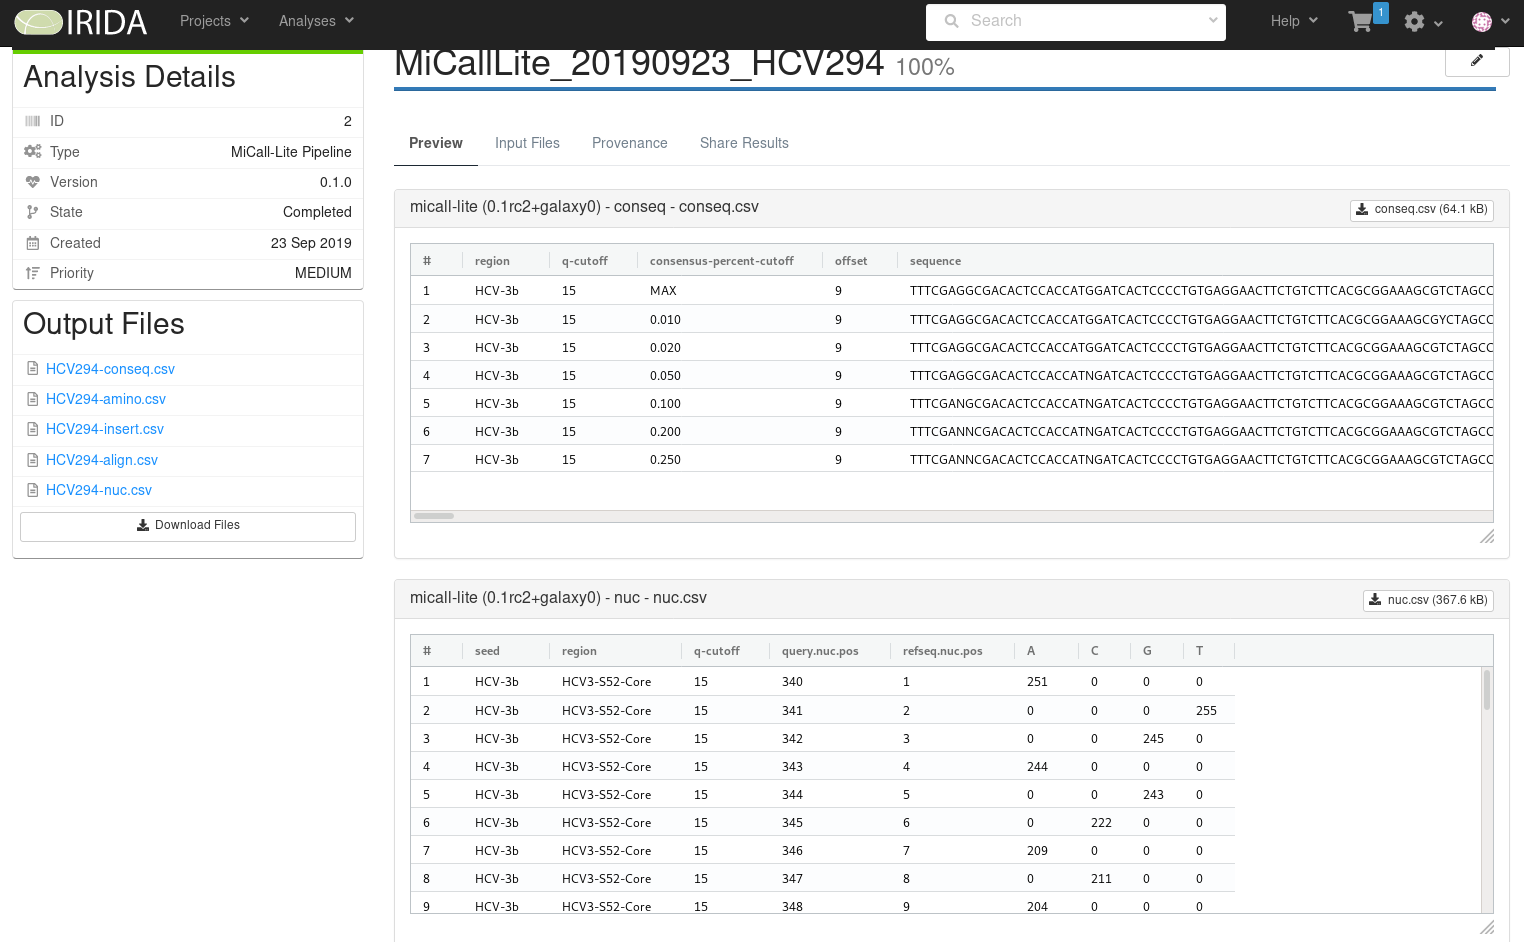 IRIDA Projects Analyses Search Help 1
Analysis Details
ID 2
Type MiCall-Lite Pipeline
Version 0.1.0
State Completed
Created 23 Sep 2019
Priority MEDIUM
Output Files
HCV294-conseq.csv
HCV294-amino.csv
HCV294-insert.csv
HCV294-align.csv
HCV294-nuc.csv
Download Files
MiCallLite_20190923_HCV294 100%
Preview Input Files Provenance Share Results
micall-lite (0.1rc2+galaxy0) - conseq - conseq.csv conseq.csv (64.1 kB)
# region q-cutoff consensus-percent-cutoff offset sequence
1 HCV-3b 15 MAX 9 TTTCGAGGCGACACTCCACCATGGATCACTCCCCTGTGAGGAACTTCTGTCTTCACGCGGAAAGCGTCTAGCC
2 HCV-3b 15 0.010 9 TTTCGAGGCGACACTCCACCATGGATCACTCCCCTGTGAGGAACTTCTGTCTTCACGCGGAAAGCGYCTAGCC
3 HCV-3b 15 0.020 9 TTTCGAGGCGACACTCCACCATGGATCACTCCCCTGTGAGGAACTTCTGTCTTCACGCGGAAAGCGTCTAGCC
4 HCV-3b 15 0.050 9 TTTCGAGGCGACACTCCACCATNGATCACTCCCCTGTGAGGAACTTCTGTCTTCACGCGGAAAGCGTCTAGCC
5 HCV-3b 15 0.100 9 TTTCGANGCGACACTCCACCATNGATCACTCCCCTGTGAGGAACTTCTGTCTTCACGCGGAAAGCGTCTAGCC
6 HCV-3b 15 0.200 9 TTTCGANNCGACACTCCACCATNGATCACTCCCCTGTGAGGAACTTCTGTCTTCACGCGGAAAGCGTCTAGCC
7 HCV-3b 15 0.250 9 TTTCGANNCGACACTCCACCATNGATCACTCCCCTGTGAGGAACTTCTGTCTTCACGCGGAAAGCGTCTAGCC
micall-lite (0.1rc2+galaxy0) - nuc - nuc.csv nuc.csv (367.6 kB)
# seed region q-cutoff query.nuc.pos refseq.nuc.pos A C G T
1 HCV-3b HCV3-S52-Core 15 340 1 251 0 0 0
2 HCV-3b HCV3-S52-Core 15 341 2 0 0 0 255
3 HCV-3b HCV3-S52-Core 15 342 3 0 0 245 0
4 HCV-3b HCV3-S52-Core 15 343 4 244 0 0 0
5 HCV-3b HCV3-S52-Core 15 344 5 0 0 243 0
6 HCV-3b HCV3-S52-Core 15 345 6 0 222 0 0
7 HCV-3b HCV3-S52-Core 15 346 7 209 0 0 0
8 HCV-3b HCV3-S52-Core 15 347 8 0 211 0 0
9 HCV-3b HCV3-S52-Core 15 348 9 204 0 0 0